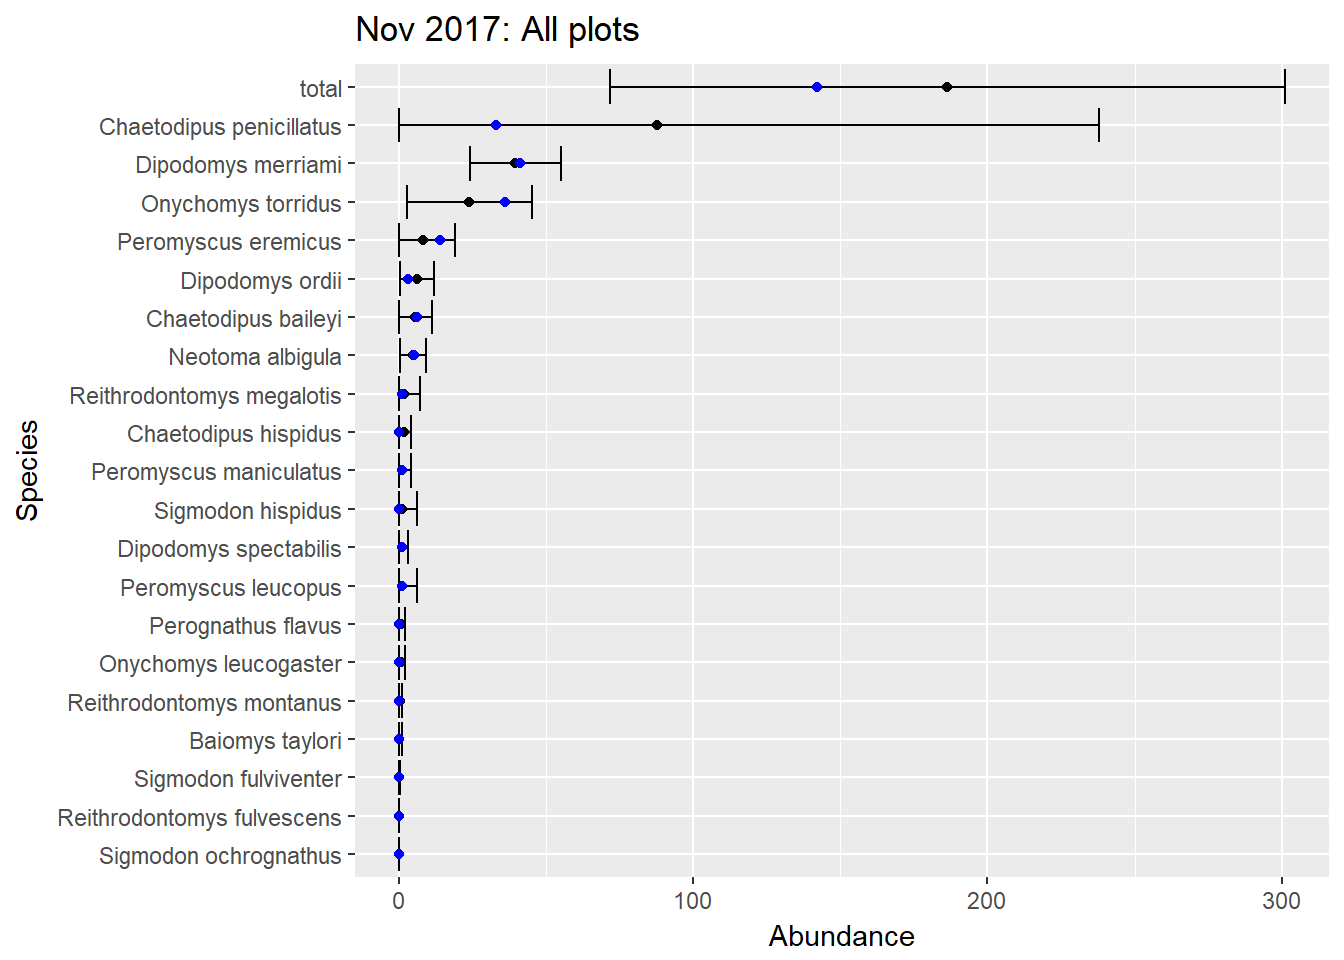 Nov 2017: All plots
total
Chaetodipus penicillatus
Dipodomys merriami
Onychomys torridus
Peromyscus eremicus
Dipodomys ordii
Chaetodipus baileyi
Neotoma albigula
Reithrodontomys megalotis
Chaetodipus hispidus
Peromyscus maniculatus
Sigmodon hispidus
Dipodomys spectabilis
Peromyscus leucopus
Perognathus flavus
Onychomys leucogaster
Reithrodontomys montanus
Baiomys taylori
Sigmodon fulviventer
Reithrodontomys fulvescens
Sigmodon ochrognathus
Species
0 100 200 300
Abundance